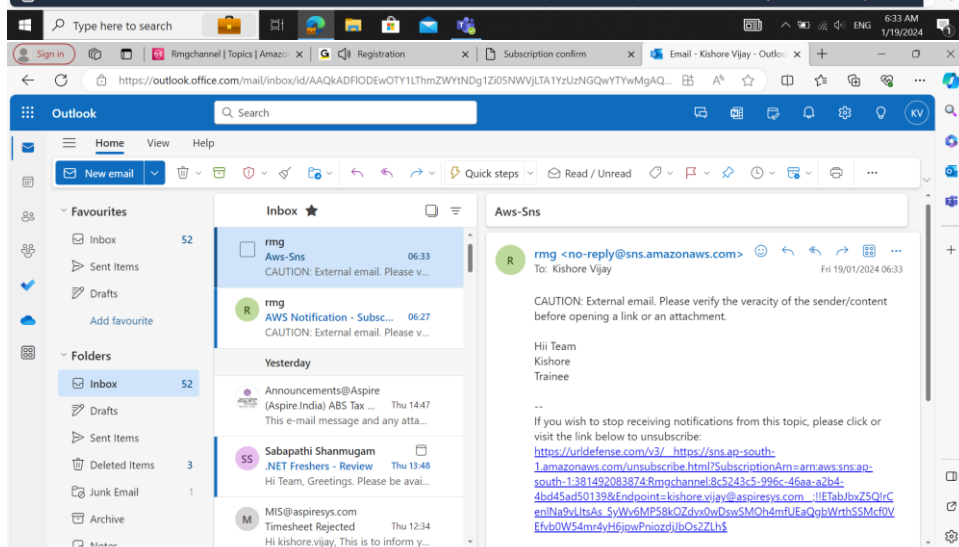 Type here to search
ENG
6:33 AM
1/19/2024
Sign in
Rmgchannel | Topics | Amazon
G
Registration
Subscription confirm
Email - Kishore Vijay - Outloo
https://outlook.office.com/mail/inbox/id/AAQkADFlODEwOTY1LThmZWYtNDg1Zi05NWVjLTA1YzUzNGQwYTYwMgAQ...
Outlook
Search
KV
Home
View
Help
New email
Quick steps
Read / Unread
Favourites
Inbox 52
Sent Items
Drafts
Add favourite
Folders
Inbox 52
Drafts
Sent Items
Deleted Items 3
Junk Email 1
Archive
Notes
Inbox
rmg
Aws-Sns 06:33
CAUTION: External email. Please v...
R
rmg
AWS Notification - Subsc... 06:27
CAUTION: External email. Please v...
Yesterday
aspire
Announcements@Aspire
(Aspire.India) ABS Tax ... Thu 14:47
This e-mail message and any atta...
SS
Sabapathi Shanmugam
.NET Freshers - Review Thu 13:48
Hi Team, Greetings. Please be avai...
M
MIS@aspiresys.com
Timesheet Rejected Thu 12:34
Hi kishore.vijay, This is to inform y...
Aws-Sns
R
rmg <no-reply@sns.amazonaws.com>
To: Kishore Vijay
Fri 19/01/2024 06:33
CAUTION: External email. Please verify the veracity of the sender/content
before opening a link or an attachment.
Hii Team
Kishore
Trainee
--
If you wish to stop receiving notifications from this topic, please click or
visit the link below to unsubscribe:
https://urldefense.com/v3/_https://sns.ap-south-
1.amazonaws.com/unsubscribe.html?SubscriptionArn=arn:aws:sns:ap-
south-1:381492083874:Rmgchannel:8c5243c5-996c-46aa-a2b4-
4bd45ad50139&Endpoint=kishore.vijay@aspiresys.com_;!!ETabJbxZ5Q!rC
enlNa9vLltsAs_5yWv6MP58kOZdvx0wDswSMOh4mfUEaQgbWrthSSMcf0V
Efvb0W54mr4yH6jpwPniozdjJbOs2ZLh$